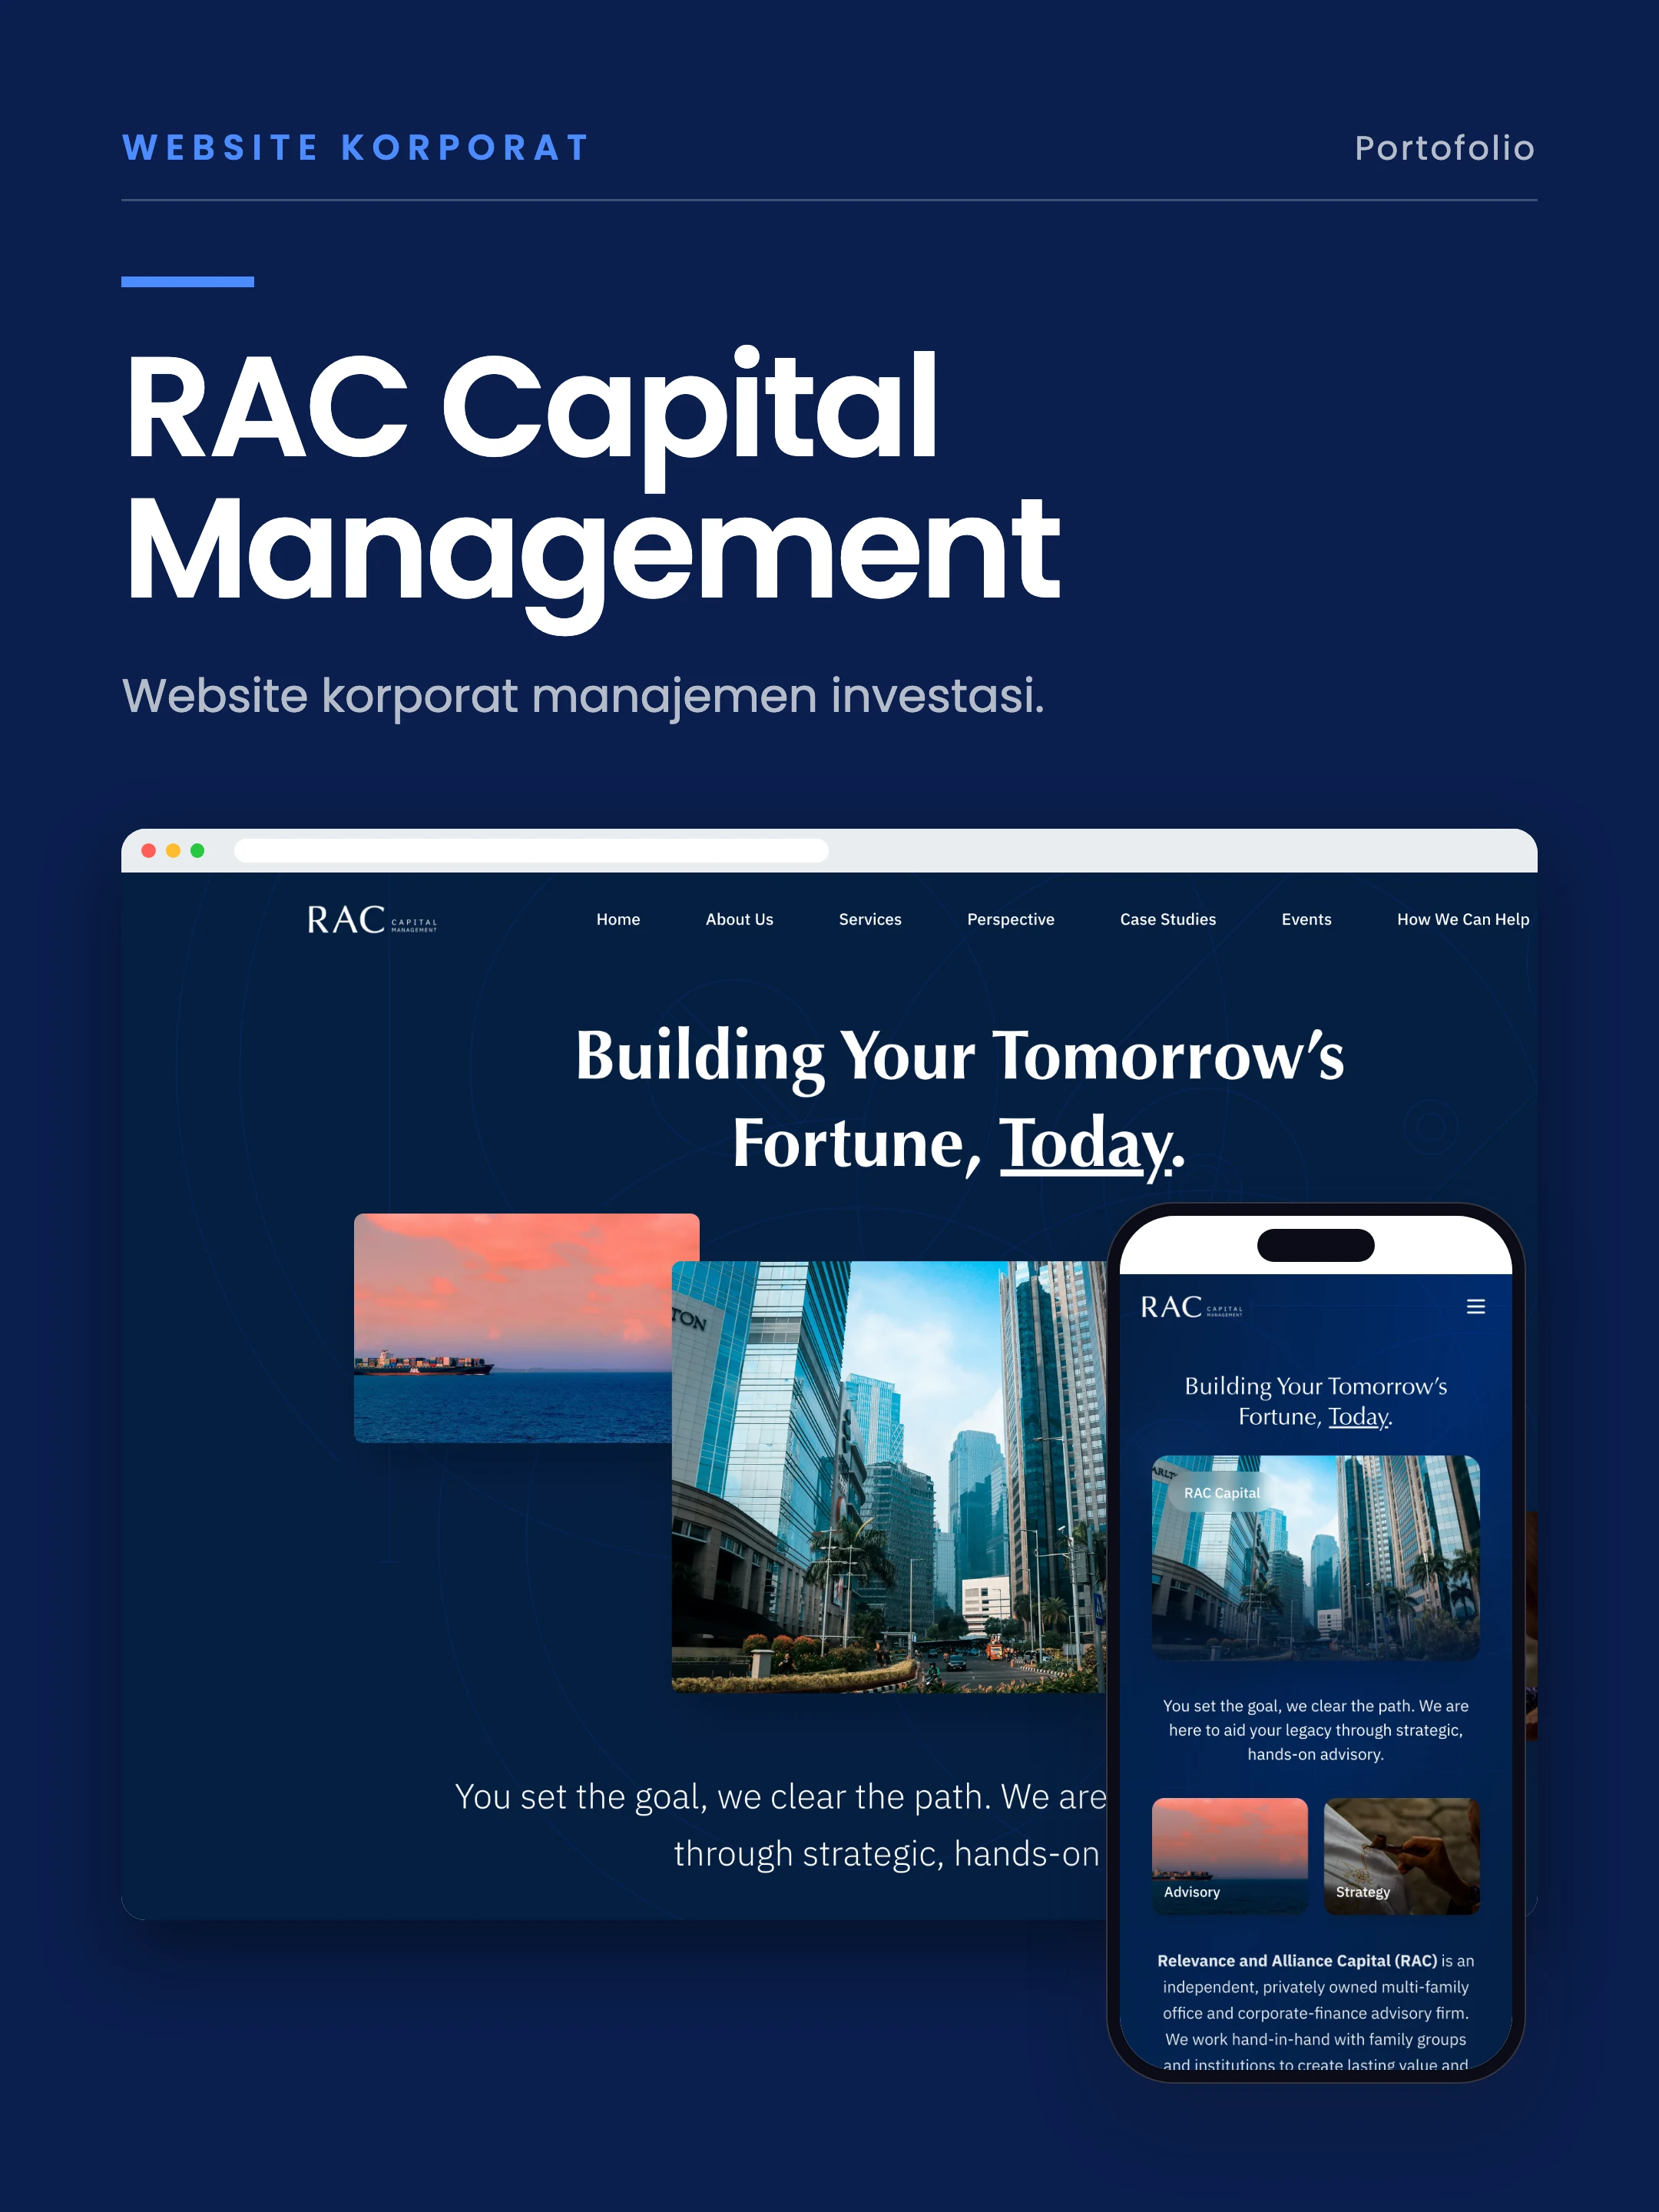 WEBSITE KORPORAT
Portofolio
RAC Capital
Management
Website korporat manajemen investasi.
RAC CAPITAL
MANAGEMENT
Home About Us Services Perspective Case Studies Events How We Can Help
Building Your Tomorrow’s
Fortune, Today.
TON
You set the goal, we clear the path. We are
through strategic, hands-on
RAC CAPITAL
MANAGEMENT
Building Your Tomorrow’s
Fortune, Today.
ARLT
RAC Capital
You set the goal, we clear the path. We are
here to aid your legacy through strategic,
hands-on advisory.
Advisory
Strategy
Relevance and Alliance Capital (RAC) is an
independent, privately owned multi-family
office and corporate-finance advisory firm.
We work hand-in-hand with family groups
and institutions to create lasting value and